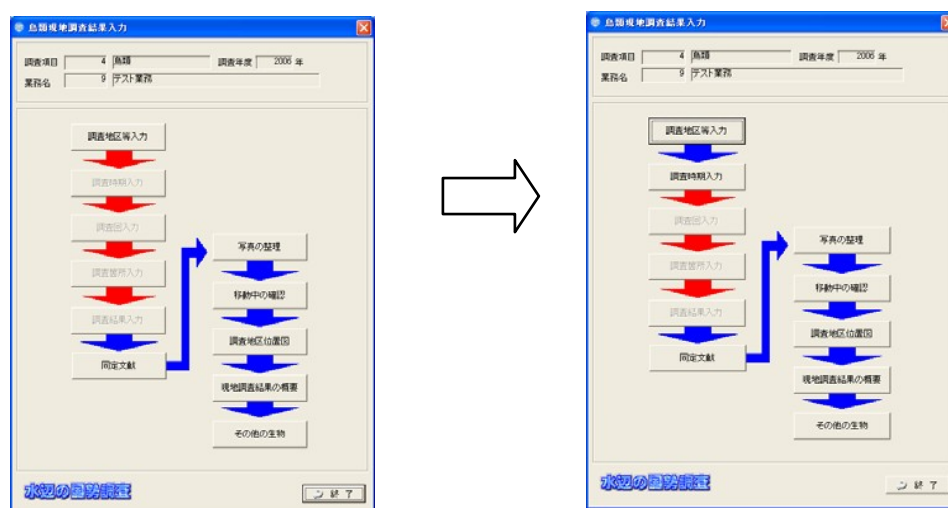 鳥類現地調査結果入力
調査項目 4 鳥類 調査年度 2006 年
業務名 9 テスト業務
調査地区等入力
調査時期入力
調査回入力
調査箇所入力
調査結果入力
同定文献
写真の整理
移動中の確認
調査地区位置図
現地調査結果の概要
その他の生物
水辺の国勢調査
終了
鳥類現地調査結果入力
調査項目 4 鳥類 調査年度 2006 年
業務名 9 テスト業務
調査地区等入力
調査時期入力
調査回入力
調査箇所入力
調査結果入力
同定文献
写真の整理
移動中の確認
調査地区位置図
現地調査結果の概要
その他の生物
水辺の国勢調査
終了